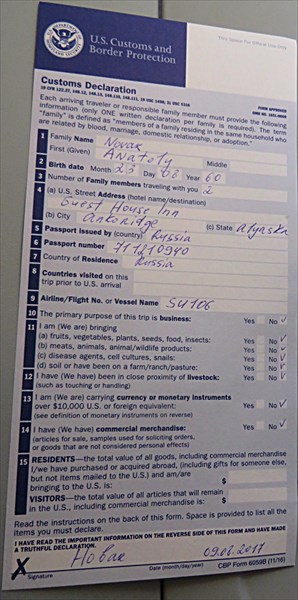 This Space For Official Use Only
U.S. Customs and
Border Protection
Customs Declaration
19 CFR 122.27, 148.12, 148.13, 148.110, 148.111, 19 USC 1498; 31 USC 5316
FORM APPROVED
OMB NO. 1651-0009
Each arriving traveler or responsible family member must provide the following
information (only ONE written declaration per family is required). The term
"family" is defined as "members of a family residing in the same household who
are related by blood, marriage, domestic relationship, or adoption."
1 Family Name Novak
First (Given) Anatoly Middle
2 Birth date Month 23 Day 08 Year 60
3 Number of Family members traveling with you 2
4 (a) U.S. Street Address (hotel name/destination)
Guest House Inn
(b) City Ankoridgo (c) State Alyaska
5 Passport issued by (country) Russia
6 Passport number 711210940
7 Country of Residence Russia
8 Countries visited on this
trip prior to U.S. arrival
9 Airline/Flight No. or Vessel Name SU106
10 The primary purpose of this trip is business: Yes No ✓
11 I am (We are) bringing
(a) fruits, vegetables, plants, seeds, food, insects: Yes No ✓
(b) meats, animals, animal/wildlife products: Yes No ✓
(c) disease agents, cell cultures, snails: Yes No ✓
(d) soil or have been on a farm/ranch/pasture: Yes No ✓
12 I have (We have) been in close proximity of livestock: Yes No ✓
(such as touching or handling)
13 I am (We are) carrying currency or monetary instruments
over $10,000 U.S. or foreign equivalent: Yes No ✓
(see definition of monetary instruments on reverse)
14 I have (We have) commercial merchandise: Yes No ✓
(articles for sale, samples used for soliciting orders,
or goods that are not considered personal effects)
15 RESIDENTS—the total value of all goods, including commercial merchandise
I/we have purchased or acquired abroad, (including gifts for someone else,
but not items mailed to the U.S.) and am/are
bringing to the U.S. is: $
VISITORS—the total value of all articles that will remain
in the U.S., including commercial merchandise is: $
Read the instructions on the back of this form. Space is provided to list all
the items you must declare.
I HAVE READ THE IMPORTANT INFORMATION ON THE REVERSE SIDE OF THIS FORM AND HAVE MADE
A TRUTHFUL DECLARATION.
X Новак 09.08.2017
Signature Date (month/day/year) CBP Form 6059B (11/16)